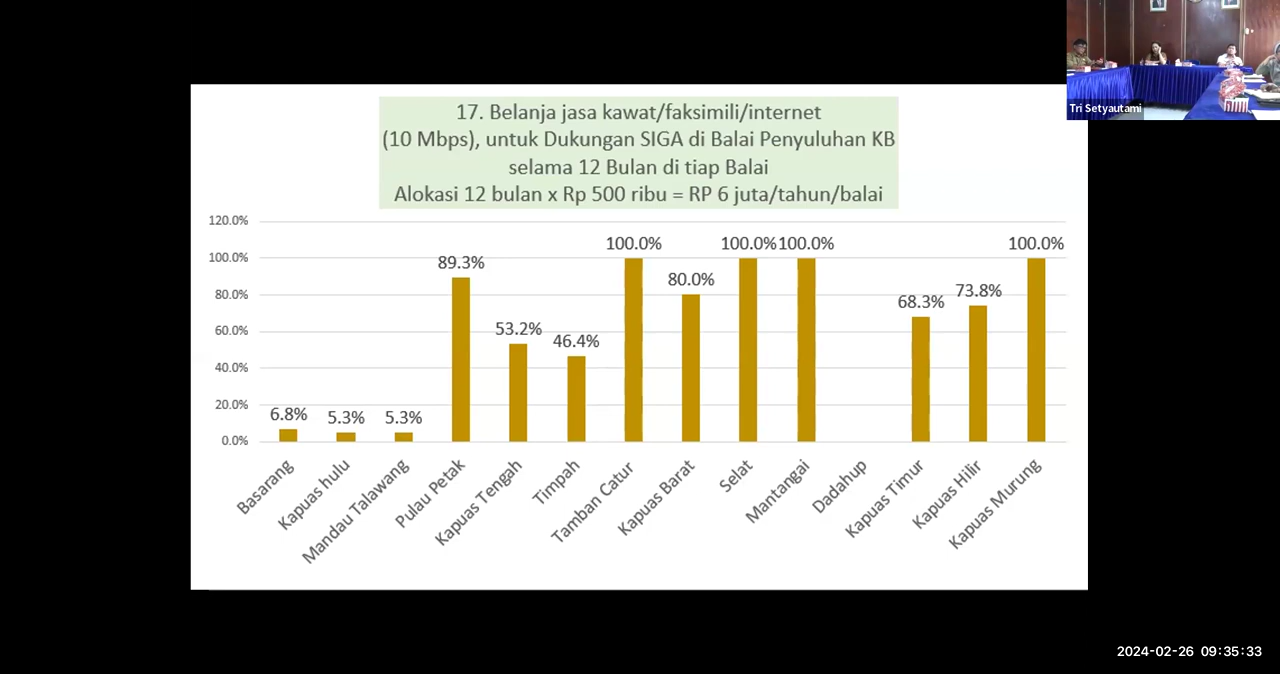 Tri Setyautami
17. Belanja jasa kawat/faksimili/internet
(10 Mbps), untuk Dukungan SIGA di Balai Penyuluhan KB
selama 12 Bulan di tiap Balai
Alokasi 12 bulan x Rp 500 ribu = RP 6 juta/tahun/balai
120.0%
100.0%
80.0%
60.0%
40.0%
20.0%
0.0%
6.8%
5.3%
5.3%
89.3%
53.2%
46.4%
100.0%
80.0%
100.0%
100.0%
68.3%
73.8%
100.0%
Basarang
Kapuas hulu
Mandau Talawang
Pulau Petak
Kapuas Tengah
Timpah
Tamban Catur
Kapuas Barat
Selat
Mantangai
Dadahup
Kapuas Timur
Kapuas Hilir
Kapuas Murung
2024-02-26 09:35:33